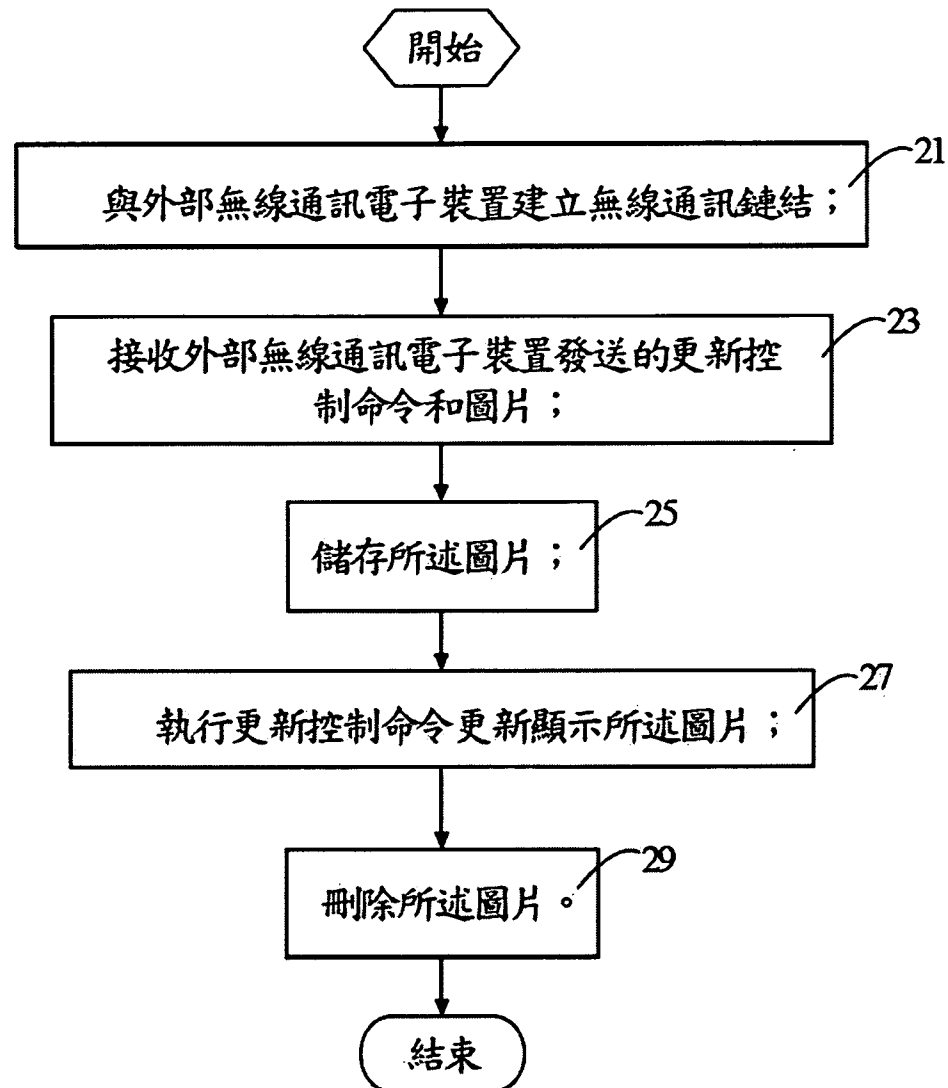 開始
21
與外部無線通訊電子裝置建立無線通訊鏈結；
23
接收外部無線通訊電子裝置發送的更新控
制命令和圖片；
25
儲存所述圖片；
27
執行更新控制命令更新顯示所述圖片；
29
刪除所述圖片。
結束